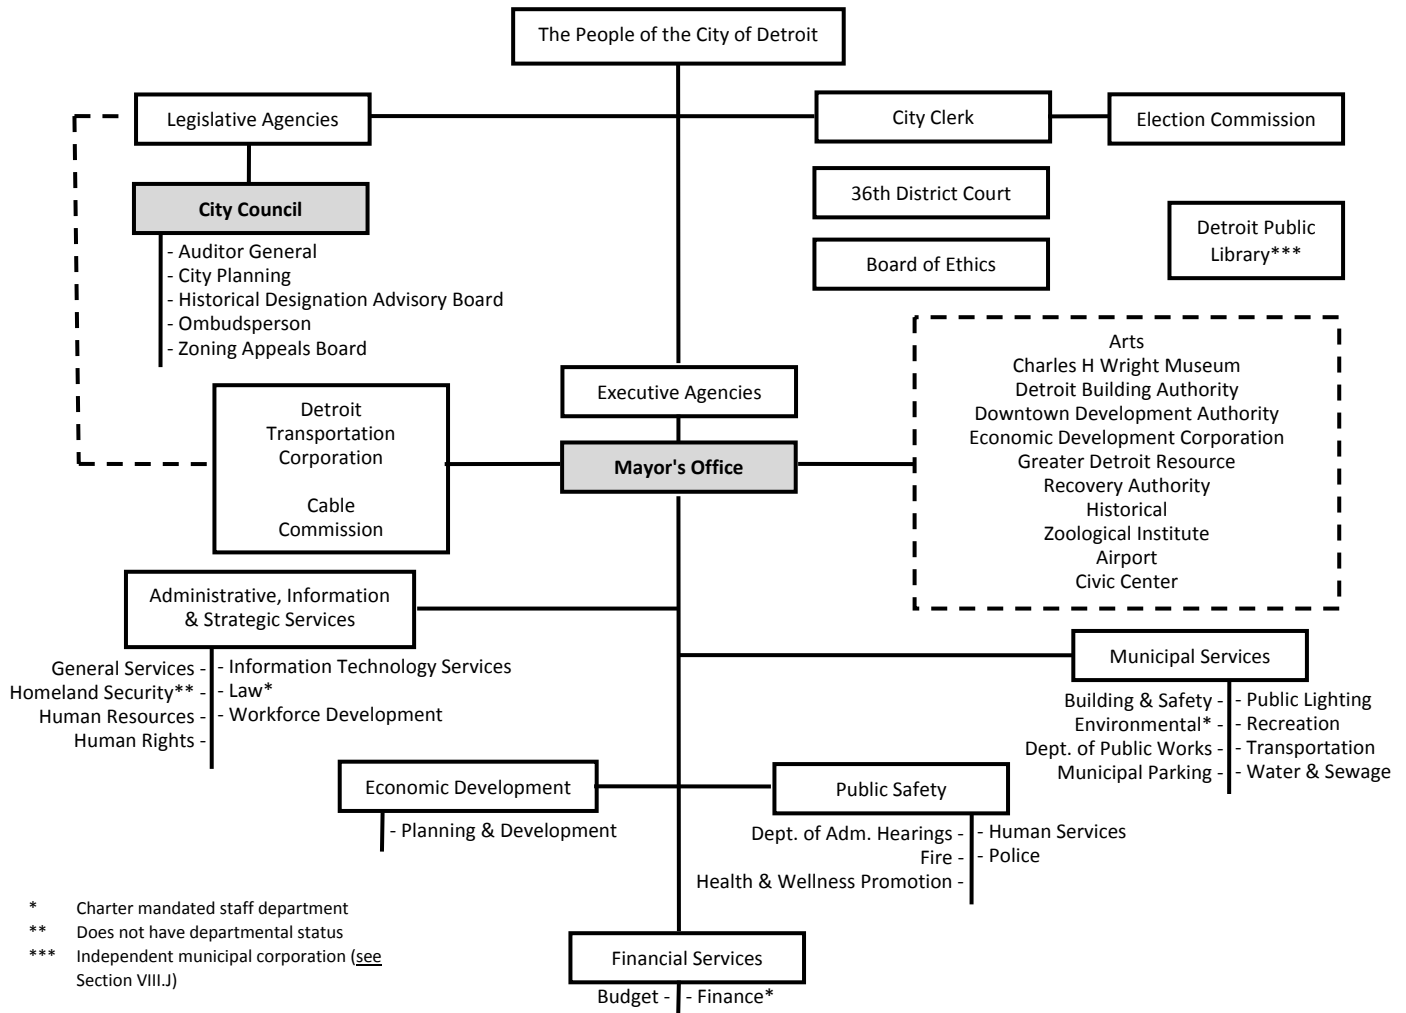 The People of the City of Detroit
Legislative Agencies
City Clerk
Election Commission
City Council
- Auditor General
- City Planning
- Historical Designation Advisory Board
- Ombudsperson
- Zoning Appeals Board
36th District Court
Board of Ethics
Detroit Public
Library***
Executive Agencies
Mayor's Office
Detroit
Transportation
Corporation
Cable
Commission
Arts
Charles H Wright Museum
Detroit Building Authority
Downtown Development Authority
Economic Development Corporation
Greater Detroit Resource
Recovery Authority
Historical
Zoological Institute
Airport
Civic Center
Administrative, Information
& Strategic Services
General Services -
Homeland Security** -
Human Resources -
Human Rights -
- Information Technology Services
- Law*
- Workforce Development
Municipal Services
Building & Safety -
Environmental* -
Dept. of Public Works -
Municipal Parking -
- Public Lighting
- Recreation
- Transportation
- Water & Sewage
Economic Development
- Planning & Development
Public Safety
Dept. of Adm. Hearings -
Fire -
Health & Wellness Promotion -
- Human Services
- Police
Financial Services
Budget -
- Finance*
* Charter mandated staff department
** Does not have departmental status
*** Independent municipal corporation (see
Section VIII.J)